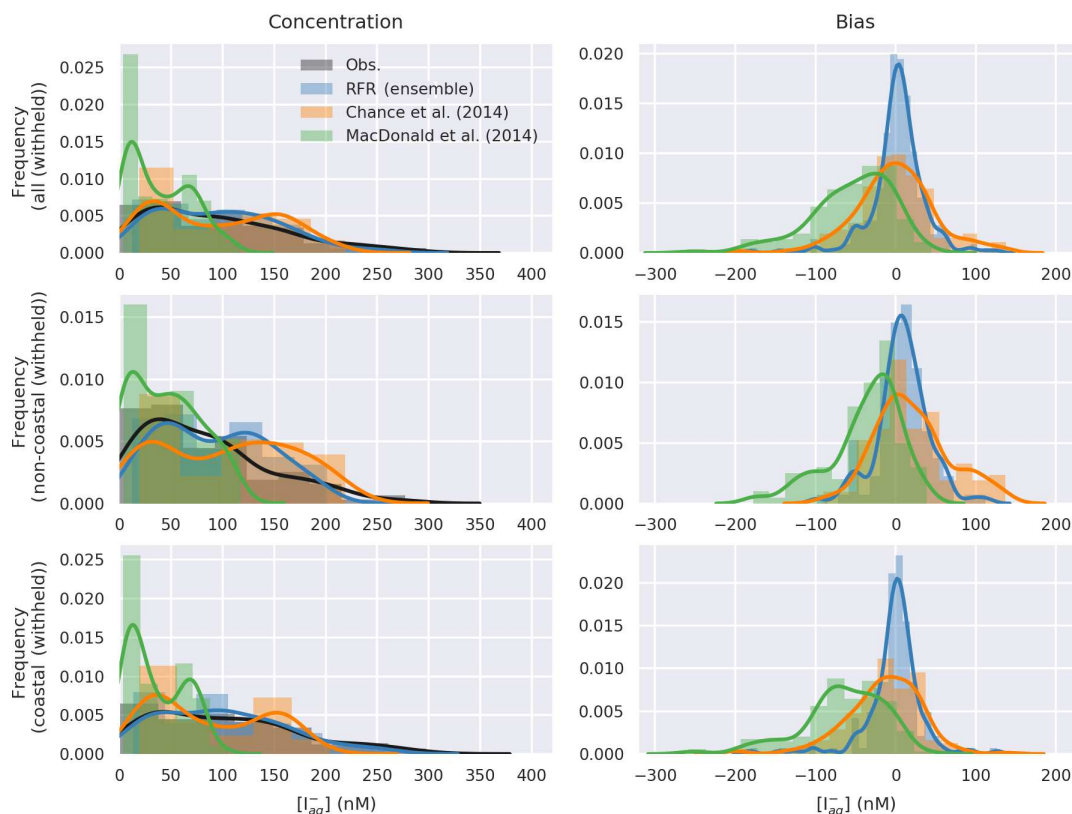 Concentration
Bias
Frequency
(all (withheld))
0.025
0.020
0.015
0.010
0.005
0.000
0 50 100 150 200 250 300 350 400
Obs.
RFR (ensemble)
Chance et al. (2014)
MacDonald et al. (2014)
0.020
0.015
0.010
0.005
0.000
−300 −200 −100 0 100 200
Frequency
(non-coastal (withheld))
0.015
0.010
0.005
0.000
0 50 100 150 200 250 300 350 400
0.015
0.010
0.005
0.000
−300 −200 −100 0 100 200
Frequency
(coastal (withheld))
0.025
0.020
0.015
0.010
0.005
0.000
0 50 100 150 200 250 300 350 400
[I⁻aq] (nM)
0.020
0.015
0.010
0.005
0.000
−300 −200 −100 0 100 200
[I⁻aq] (nM)